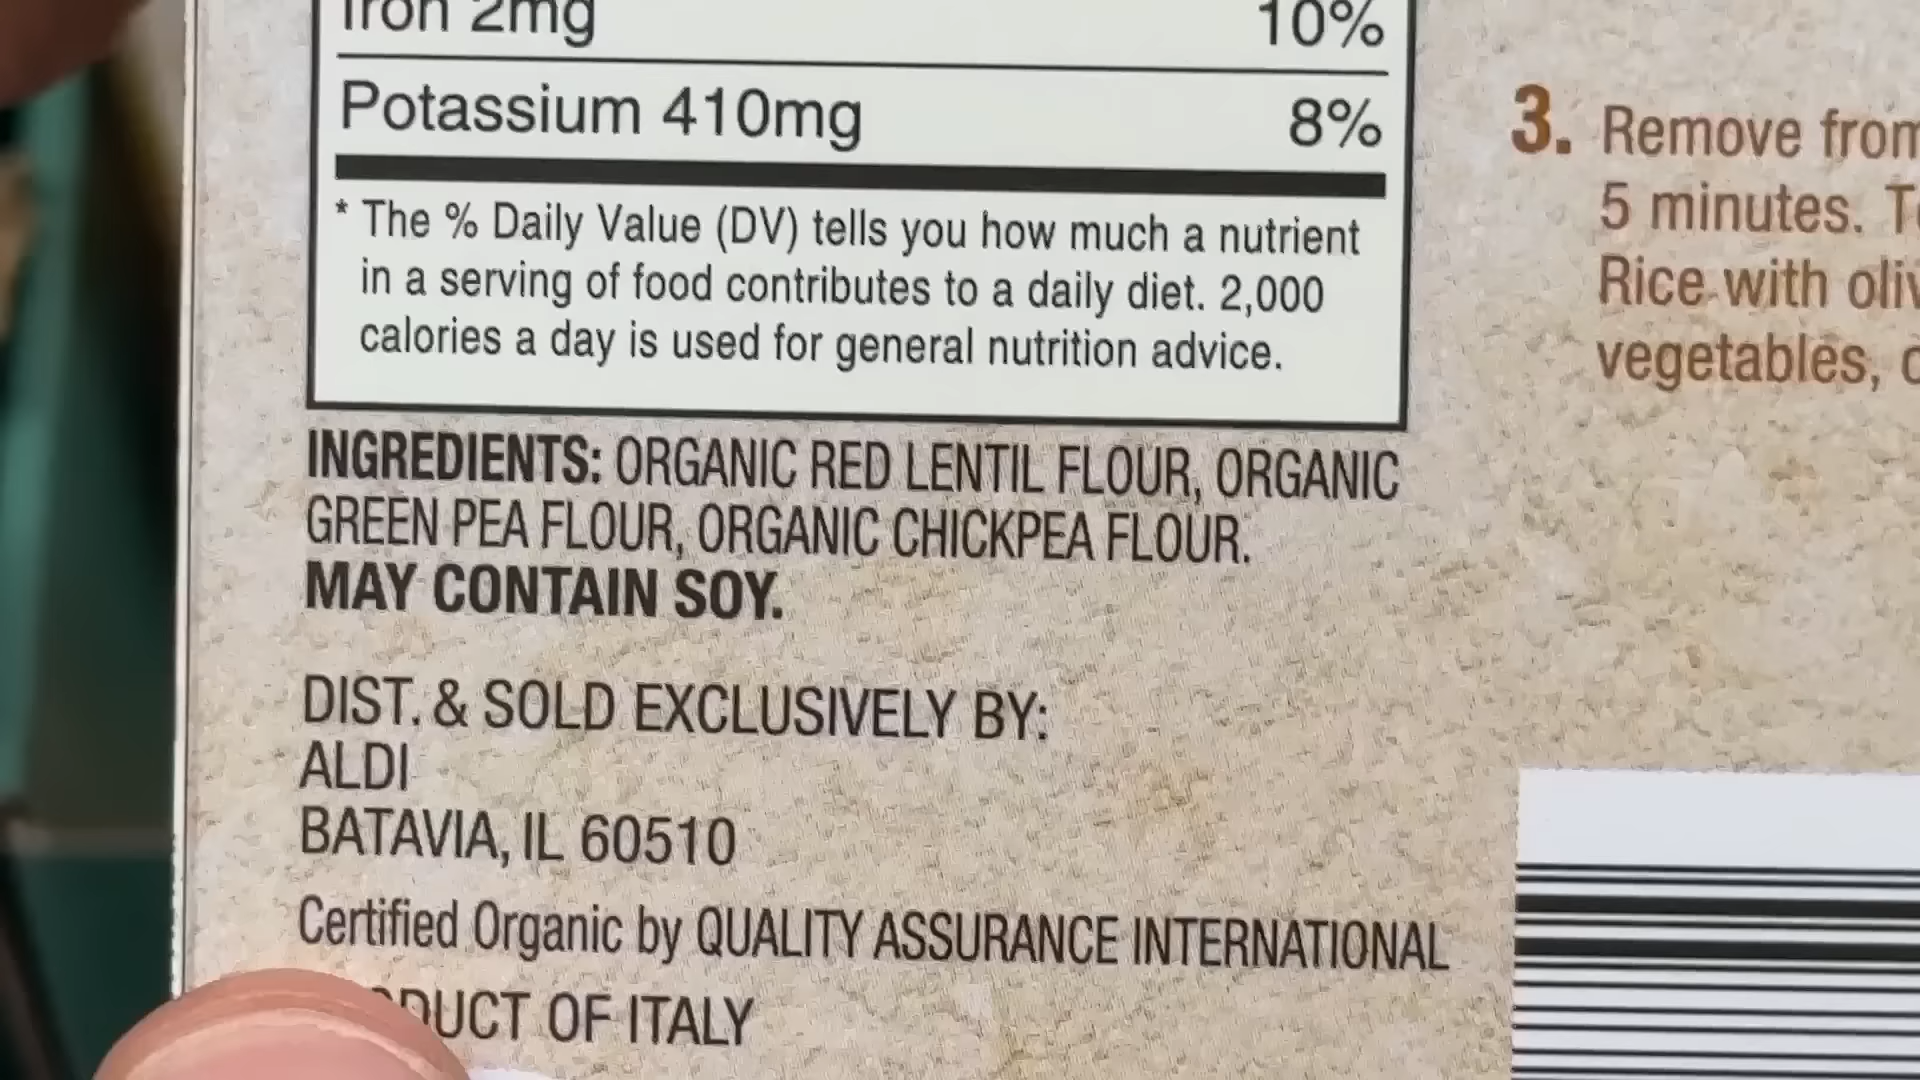 Iron 2mg 10%
Potassium 410mg 8%
* The % Daily Value (DV) tells you how much a nutrient
in a serving of food contributes to a daily diet. 2,000
calories a day is used for general nutrition advice.
INGREDIENTS: ORGANIC RED LENTIL FLOUR, ORGANIC
GREEN PEA FLOUR, ORGANIC CHICKPEA FLOUR.
MAY CONTAIN SOY.
DIST. & SOLD EXCLUSIVELY BY:
ALDI
BATAVIA, IL 60510
Certified Organic by QUALITY ASSURANCE INTERNATIONAL
OF ITALY
3. Remove
5 minutes.
Rice with
vegetables,